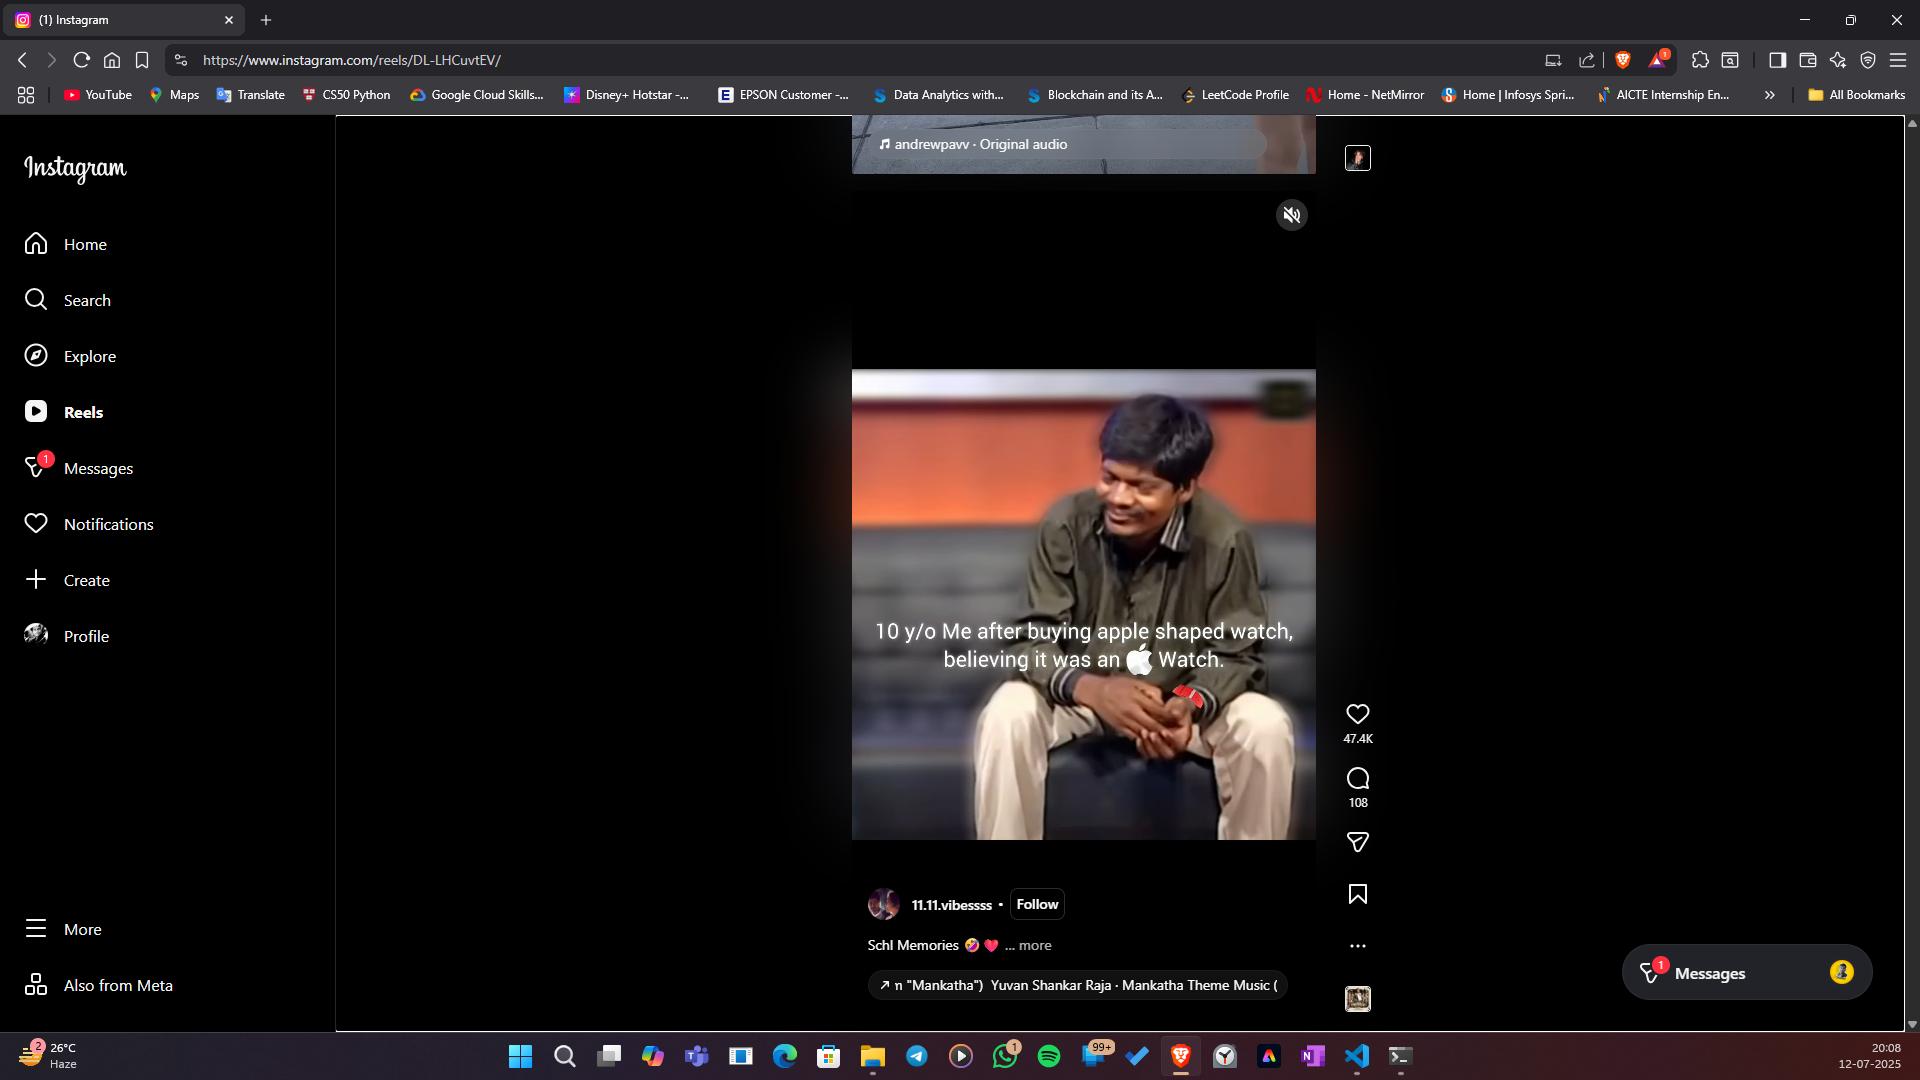 (1) Instagram
https://www.instagram.com/reels/DL-LHCuvtEV/
1
YouTube
Maps
Translate
CS50 Python
Google Cloud Skills...
Disney+ Hotstar -...
EPSON Customer -...
Data Analytics with...
Blockchain and its A...
LeetCode Profile
Home - NetMirror
Home | Infosys Spri...
AICTE Internship En...
All Bookmarks
Instagram
Home
Search
Explore
Reels
1
Messages
Notifications
Create
Profile
More
Also from Meta
andrewpavv · Original audio
10 y/o Me after buying apple shaped watch,
believing it was an Watch.
47.4K
108
11.11.vibessss • Follow
Schl Memories 🤣 💗 ... more
n "Mankatha") Yuvan Shankar Raja · Mankatha Theme Music (
1
Messages
2
26°C
Haze
1
99+
20:08
12-07-2025